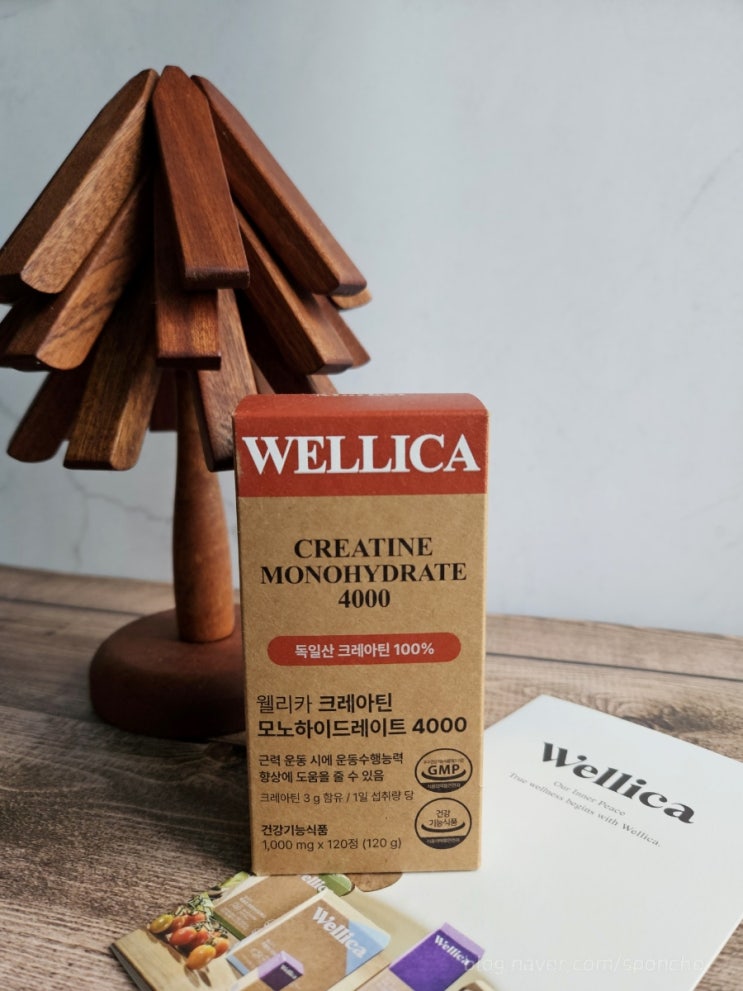 WELLICA
CREATINE
MONOHYDRATE
4000
독일산 크레아틴 100%
웰리카 크레아틴
모노하이드레이트 4000
근력 운동 시에 운동수행능력
향상에 도움을 줄 수 있음
크레아틴 3 g 함유 / 1일 섭취량 당
GMP
건강
기능식품
건강기능식품
1,000 mg x 120정 (120 g)
Wellica
Our Inner Peace
True wellness begins with Wellica.
Wellica
Wellica
Wellica
blog.naver.com/